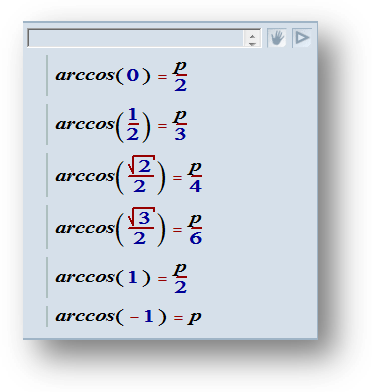 arccos(0) = p/2
arccos(1/2) = p/3
arccos(√2/2) = p/4
arccos(√3/2) = p/6
arccos(1) = p/2
arccos(-1) = p